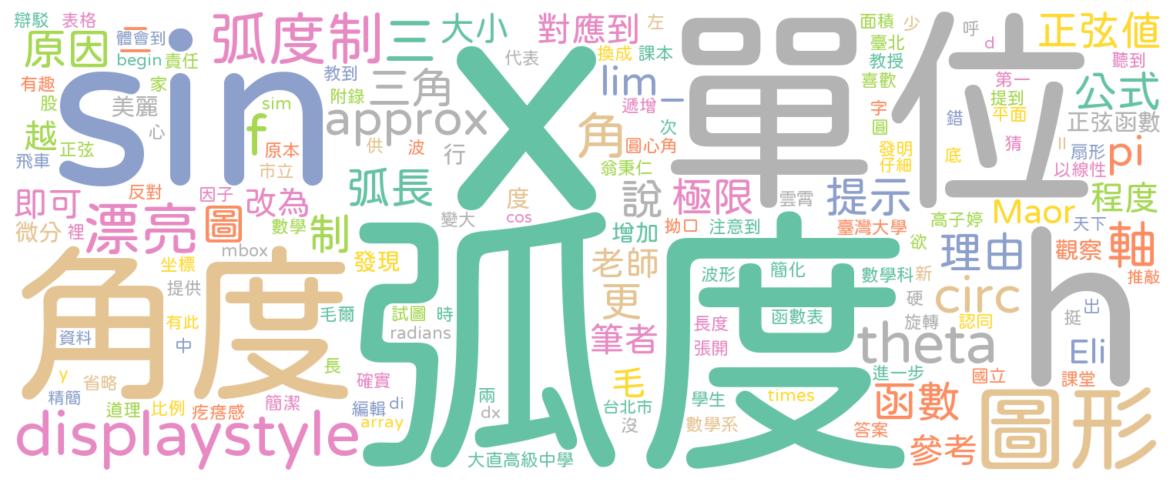 辯駁 表格 弧度制 三 大小 對應到 左 面積 少 呼 d 正弦值
原因 一 體會到 begin 責任 代表 換成 課本 臺北 教授 喜歡 第一 聽到
有趣 家 教到 三角 lim 一 遞增 提到 平面 公式
股 美麗 sim 附錄 approx 角 次 字 圓 錯 正弦函數
越 正弦 心 f 供 波 行 圓心角 發明 仔細 猜 II 扇形 pi
飛車 原本 市立 翁秉仁 底 以線性
sin x 單位
即可 反對 因子 弧長 度 說 極限 提示 雲霄 程度
漂亮 圖 改為 制 變大 cos 增加 拗口 注意到 臺灣大學 高子婷 Maor 天下 軸
微分 裡 數學 mbox 發現 老師 波形 簡化 數學科 欲 新 理由 觀察 推敲
角度 弧度 h
坐標 提供 毛爾 試圖 時 更 長度 函數表 硬 circ 挺 出
資料 有此 中 radians 筆者 張開 旋轉 認同 theta Eli
y 省略 長 確實 兩 毛 進一步 國立 課堂
精簡 道理 比例 疙瘩感 簡潔 編輯 di array dx 台北市 沒 學生 times 函數 圖形
displaystyle 大直高級中學 數學系 答案 參考